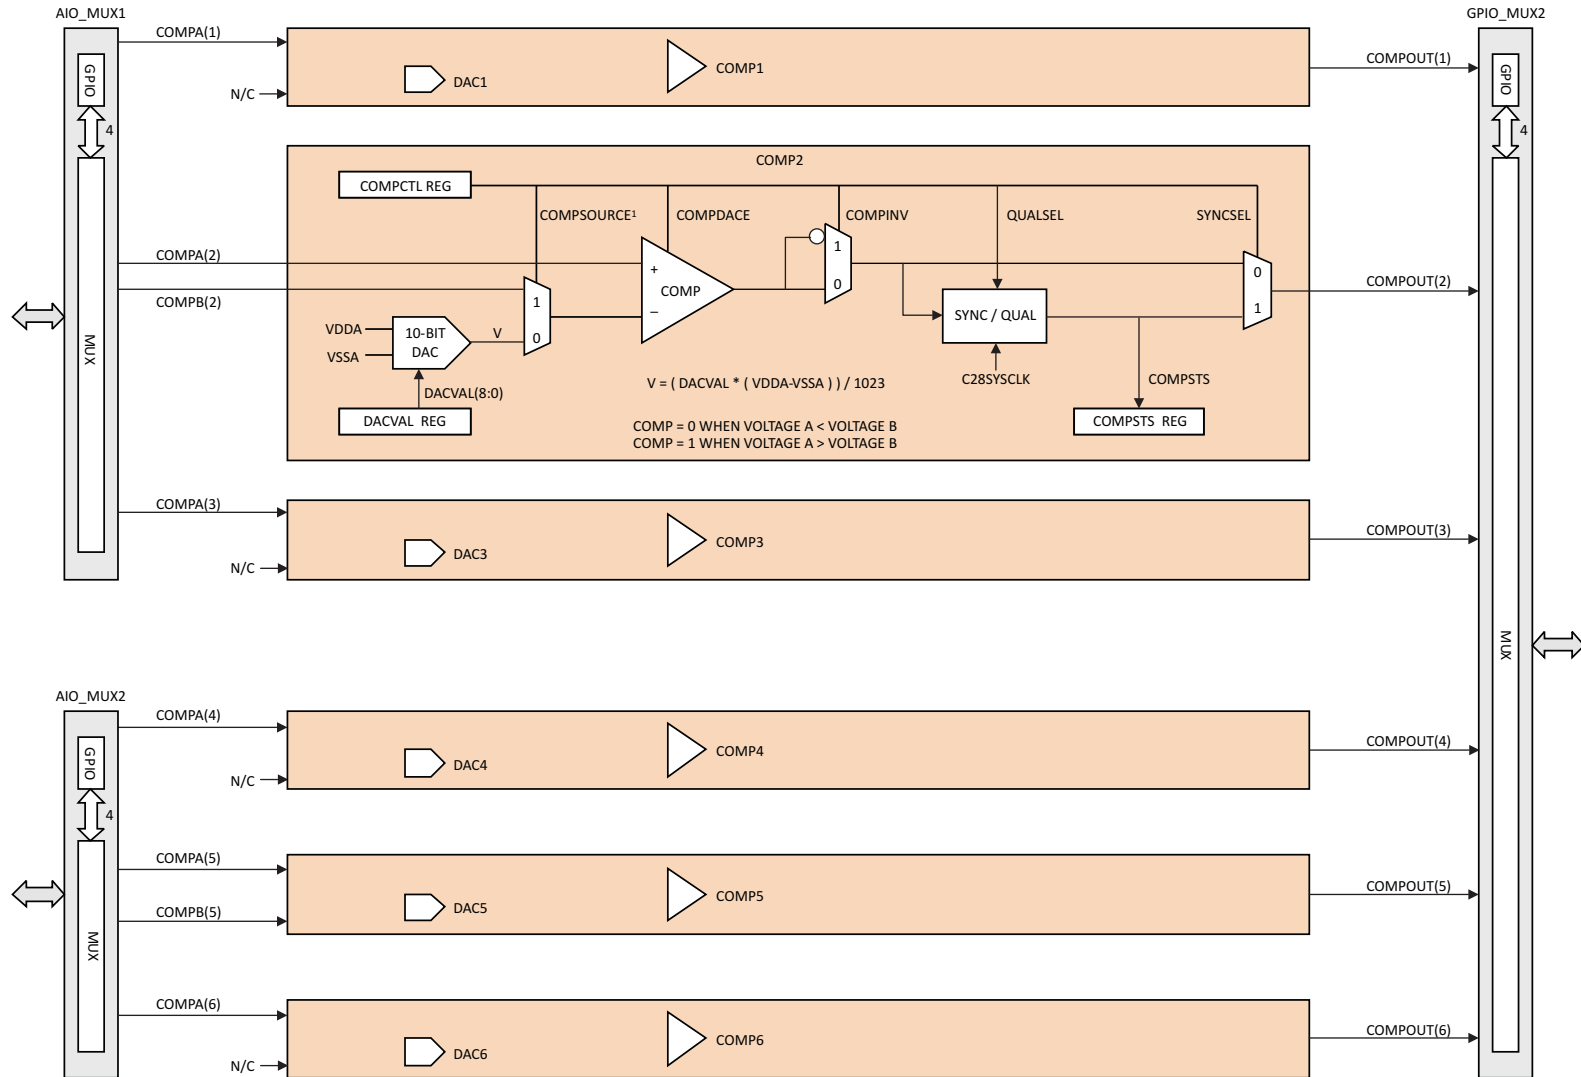 AIO_MUX1
GPIO_MUX2
COMPA(1)
GPIO
4
N/C
DAC1
COMP1
COMPOUT(1)
GPIO
4
COMP2
COMPCTL REG
COMPSOURCE1
COMPDACE
COMPINV
QUALSEL
SYNCSEL
COMPA(2)
COMPB(2)
MUX
+
COMP
–
1
0
1
0
0
1
VDDA
VSSA
10-BIT
DAC
V
DACVAL(8:0)
DACVAL REG
SYNC / QUAL
C28SYSCLK
COMPSTS
COMPSTS REG
COMPOUT(2)
V = ( DACVAL * ( VDDA-VSSA ) ) / 1023
COMP = 0 WHEN VOLTAGE A < VOLTAGE B
COMP = 1 WHEN VOLTAGE A > VOLTAGE B
COMPA(3)
N/C
DAC3
COMP3
COMPOUT(3)
MUX
AIO_MUX2
COMPA(4)
GPIO
4
N/C
DAC4
COMP4
COMPOUT(4)
COMPA(5)
COMPB(5)
MUX
DAC5
COMP5
COMPOUT(5)
COMPA(6)
N/C
DAC6
COMP6
COMPOUT(6)